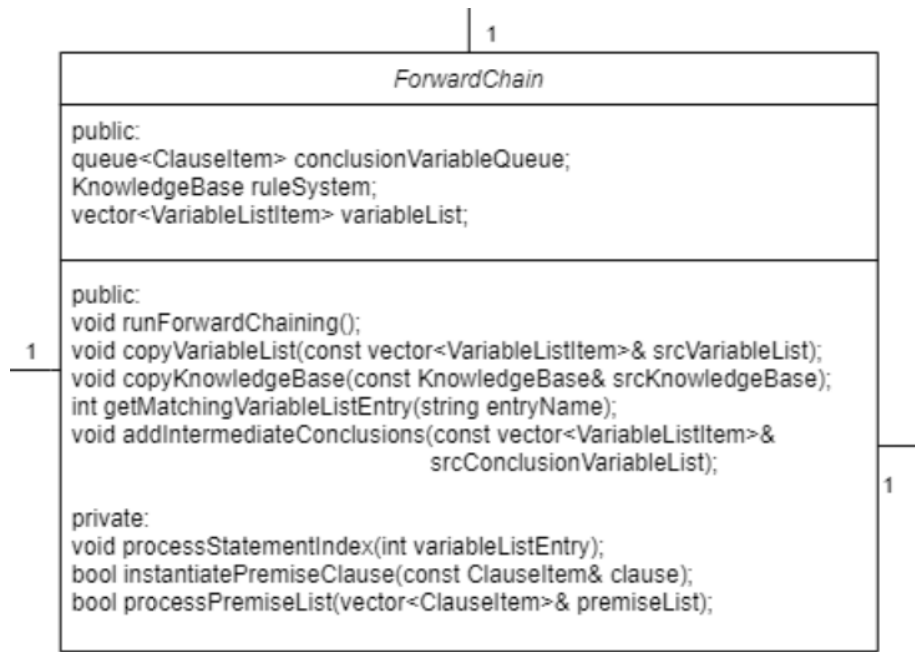 1
ForwardChain
public:
queue<ClauseItem> conclusionVariableQueue;
KnowledgeBase ruleSystem;
vector<VariableListItem> variableList;
public:
void runForwardChaining();
1
void copyVariableList(const vector<VariableListItem>& srcVariableList);
void copyKnowledgeBase(const KnowledgeBase& srcKnowledgeBase);
int getMatchingVariableListEntry(string entryName);
void addIntermediateConclusions(const vector<VariableListItem>&
srcConclusionVariableList);
1
private:
void processStatementIndex(int variableListEntry);
bool instantiatePremiseClause(const ClauseItem& clause);
bool processPremiseList(vector<ClauseItem>& premiseList);